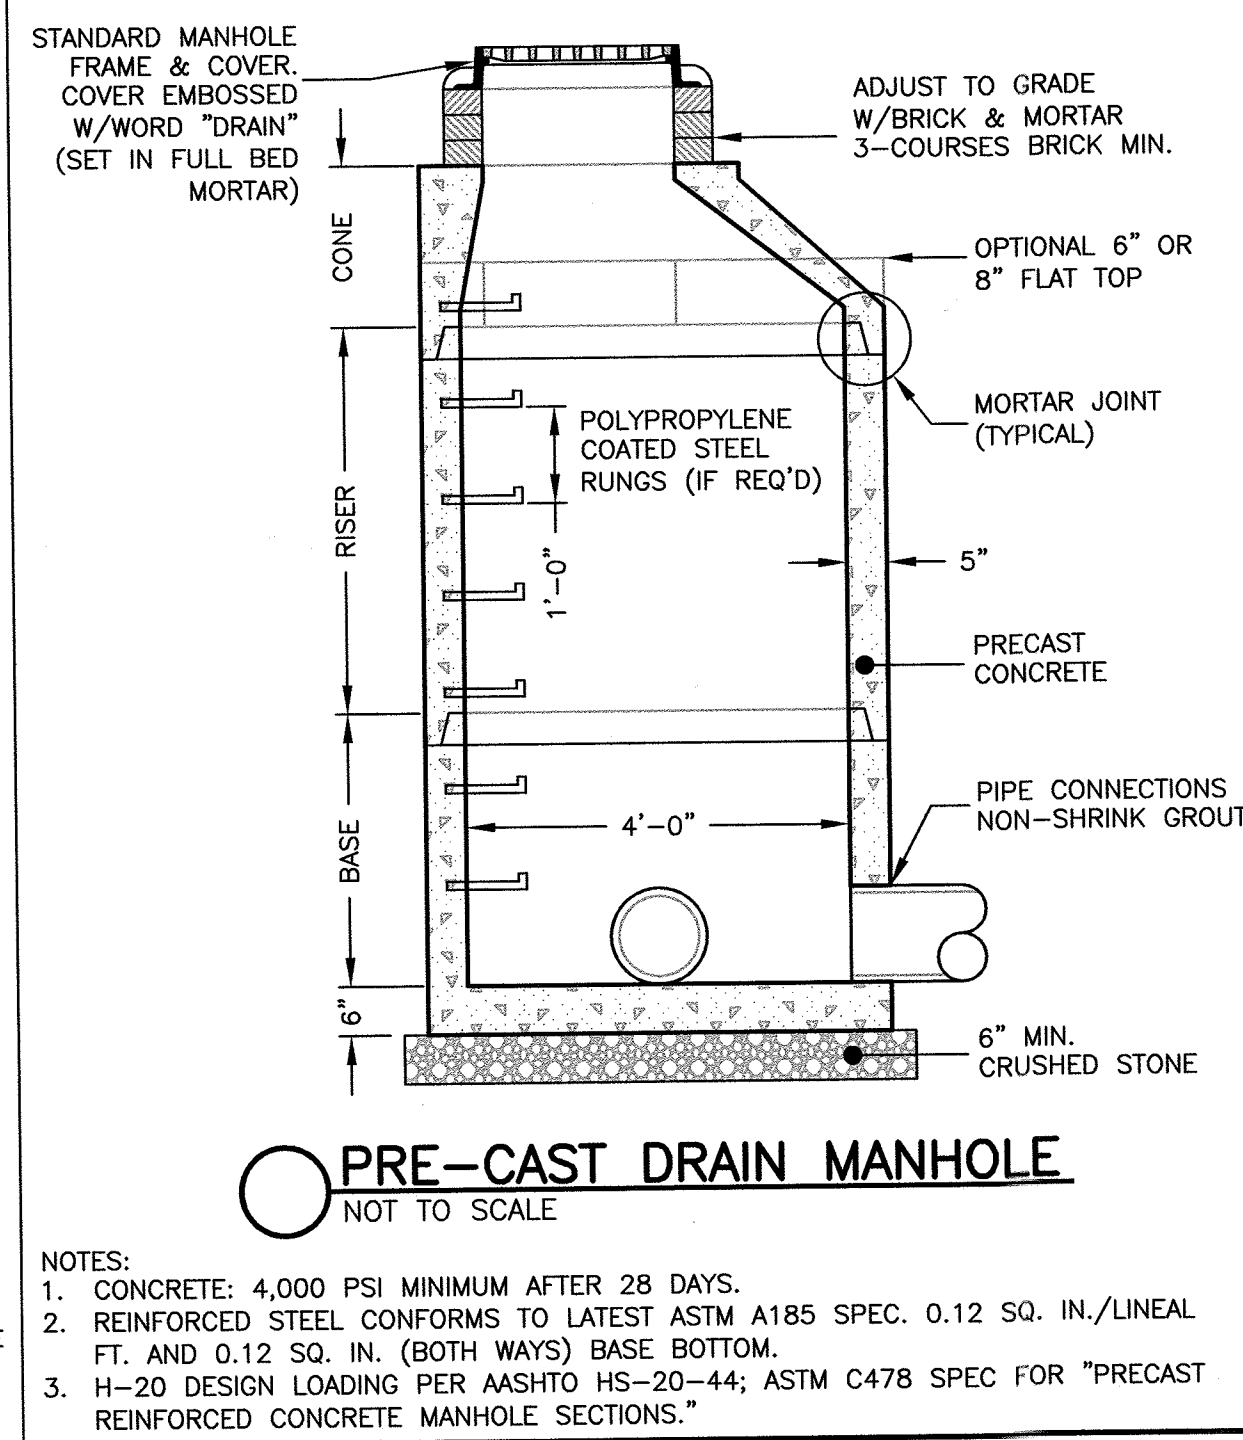 STANDARD MANHOLE
FRAME & COVER.
COVER EMBOSSED
W/WORD "DRAIN"
(SET IN FULL BED
MORTAR)
ADJUST TO GRADE
W/BRICK & MORTAR
3-COURSES BRICK MIN.
CONE
OPTIONAL 6" OR
8" FLAT TOP
MORTAR JOINT
(TYPICAL)
POLYPROPYLENE
COATED STEEL
RUNGS (IF REQ'D)
RISER
1'-0"
5"
PRECAST
CONCRETE
PIPE CONNECTIONS
NON-SHRINK GROUT
BASE
4'-0"
6"
6" MIN.
CRUSHED STONE
PRE-CAST DRAIN MANHOLE
NOT TO SCALE
NOTES:
1. CONCRETE: 4,000 PSI MINIMUM AFTER 28 DAYS.
2. REINFORCED STEEL CONFORMS TO LATEST ASTM A185 SPEC. 0.12 SQ. IN./LINEAL
FT. AND 0.12 SQ. IN. (BOTH WAYS) BASE BOTTOM.
3. H-20 DESIGN LOADING PER AASHTO HS-20-44; ASTM C478 SPEC FOR "PRECAST
REINFORCED CONCRETE MANHOLE SECTIONS."